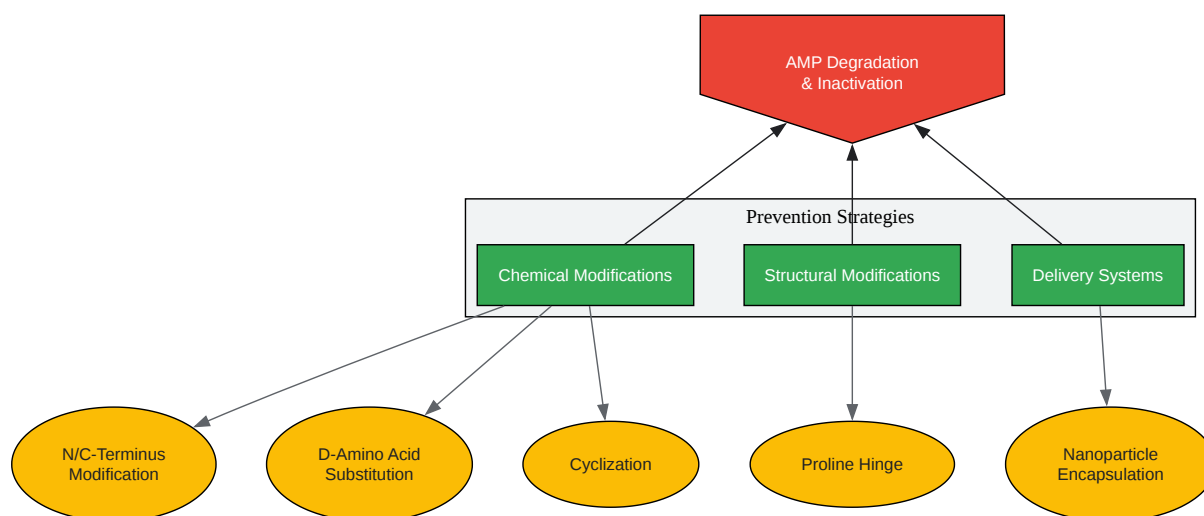 AMP Degradation
& Inactivation
Prevention Strategies
Chemical Modifications
Structural Modifications
Delivery Systems
N/C-Terminus
Modification
D-Amino Acid
Substitution
Cyclization
Proline Hinge
Nanoparticle
Encapsulation